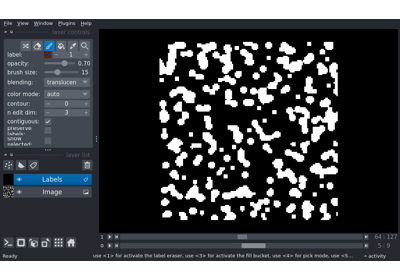 File View Window Plugins Help
layer controls
label: 1
opacity: 0.70
brush size: 15
blending: translucen
color mode: auto
contour: 0
n edit dim: 3
contiguous:
preserve labels:
show selected:
layer list
Labels
Image
1 64 127
0 5 9
Ready use <1> for activate the label eraser, use <3> for activate the fill bucket, use <4> for pick mode, use <5... activity